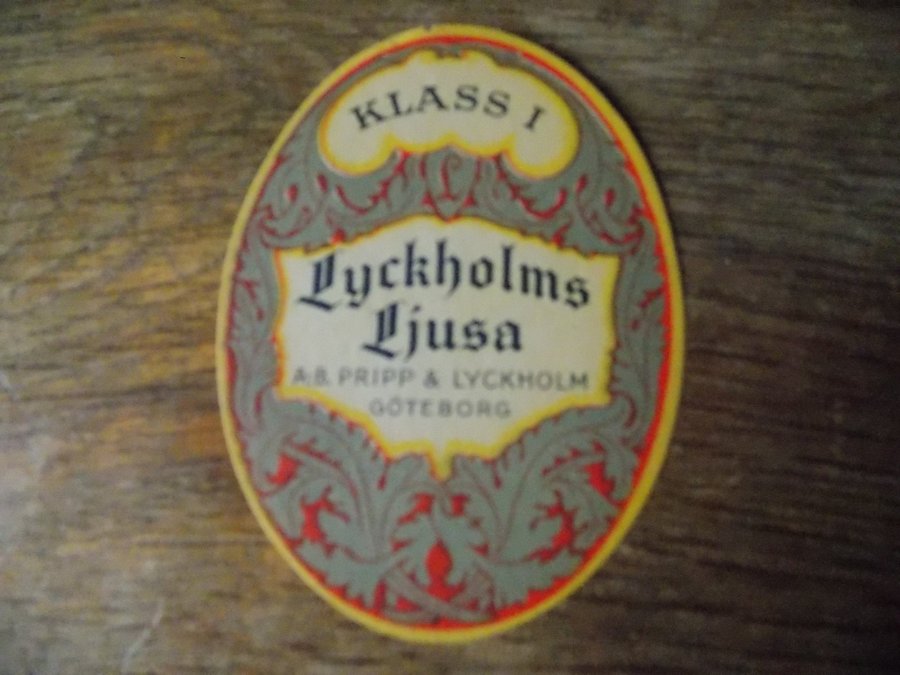 KLASS I
Lyckholms
Ljusa
A.B. PRIPP & LYCKHOLM
GÖTEBORG